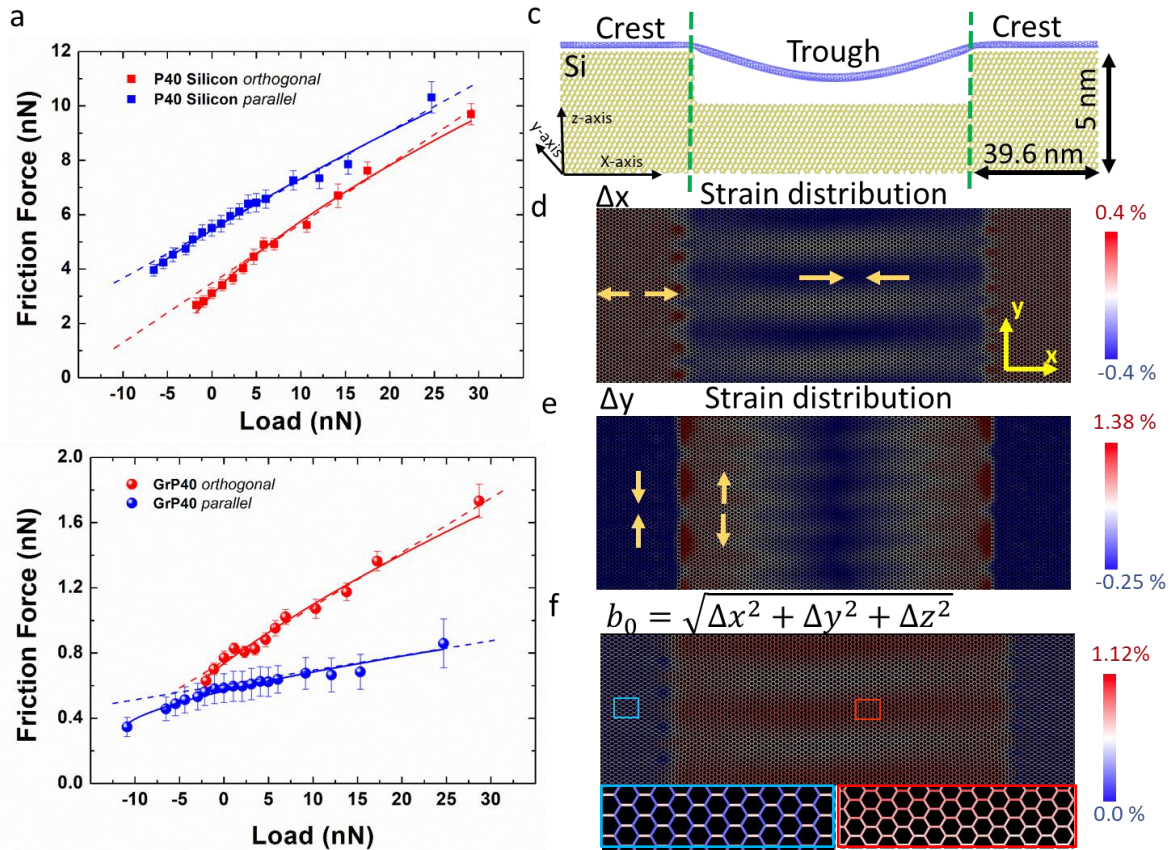 a
12
10
8
6
4
2
0
Friction Force (nN)
P40 Silicon orthogonal
P40 Silicon parallel
-10 -5 0 5 10 15 20 25 30
Load (nN)
2.0
1.6
1.2
0.8
0.4
0.0
Friction Force (nN)
GrP40 orthogonal
GrP40 parallel
-10 -5 0 5 10 15 20 25 30
Load (nN)
c
Crest Trough Crest
Si
z-axis
y-axis
X-axis
5 nm
39.6 nm
d Δx Strain distribution
0.4 %
y
x
-0.4 %
e Δy Strain distribution
1.38 %
-0.25 %
f b₀ = √Δx² + Δy² + Δz²
1.12%
0.0 %